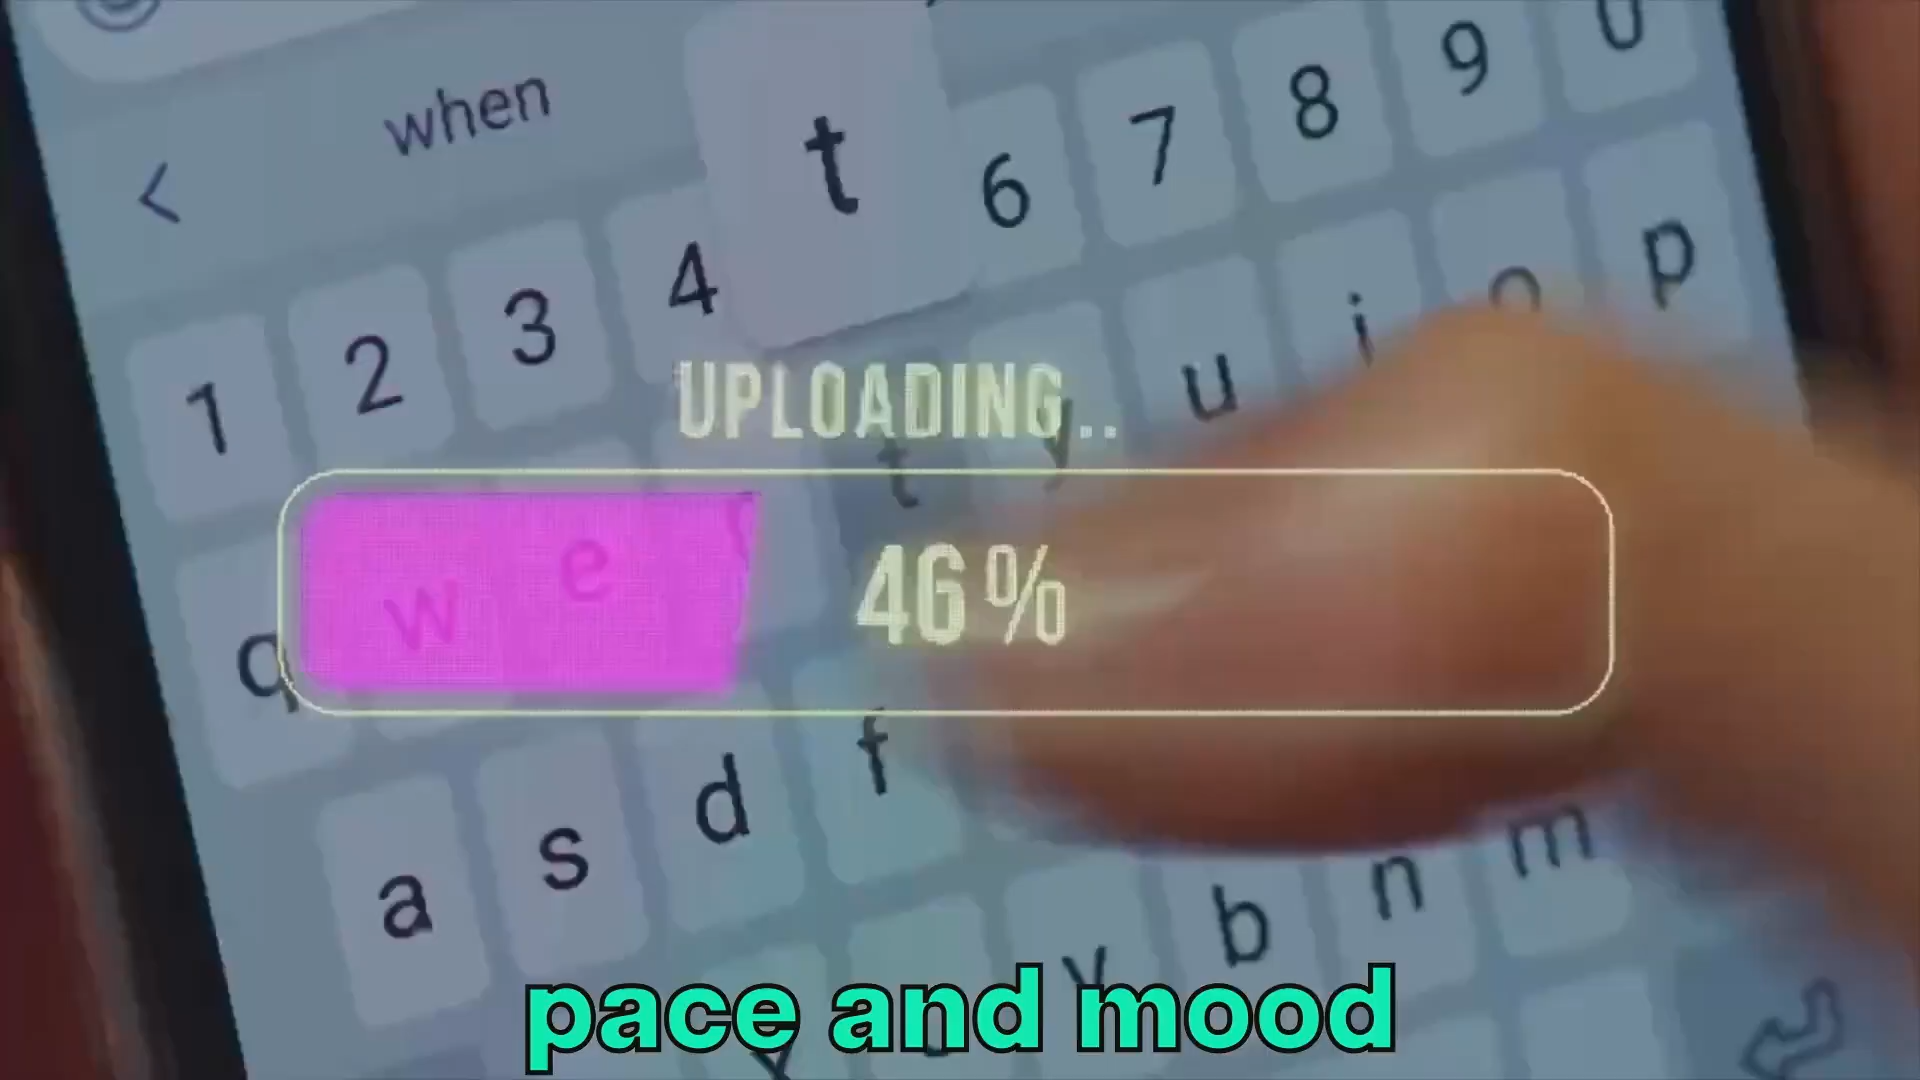 when
t
1 2 3 4 6 7 8 9 0
UPLOADING..
q w e r t y u i o p
46%
a s d f
v b n m
pace and mood